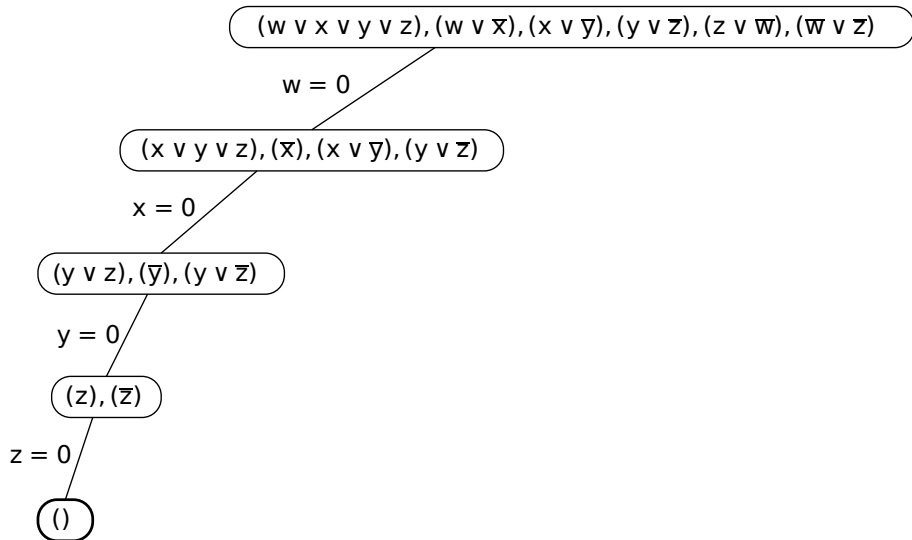 (w ∨ x ∨ y ∨ z), (w ∨ x̅), (x ∨ y̅), (y ∨ z̅), (z ∨ w̅), (w̅ ∨ z̅)
w = 0
(x ∨ y ∨ z), (x̅), (x ∨ y̅), (y ∨ z̅)
x = 0
(y ∨ z), (y̅), (y ∨ z̅)
y = 0
(z), (z̅)
z = 0
()